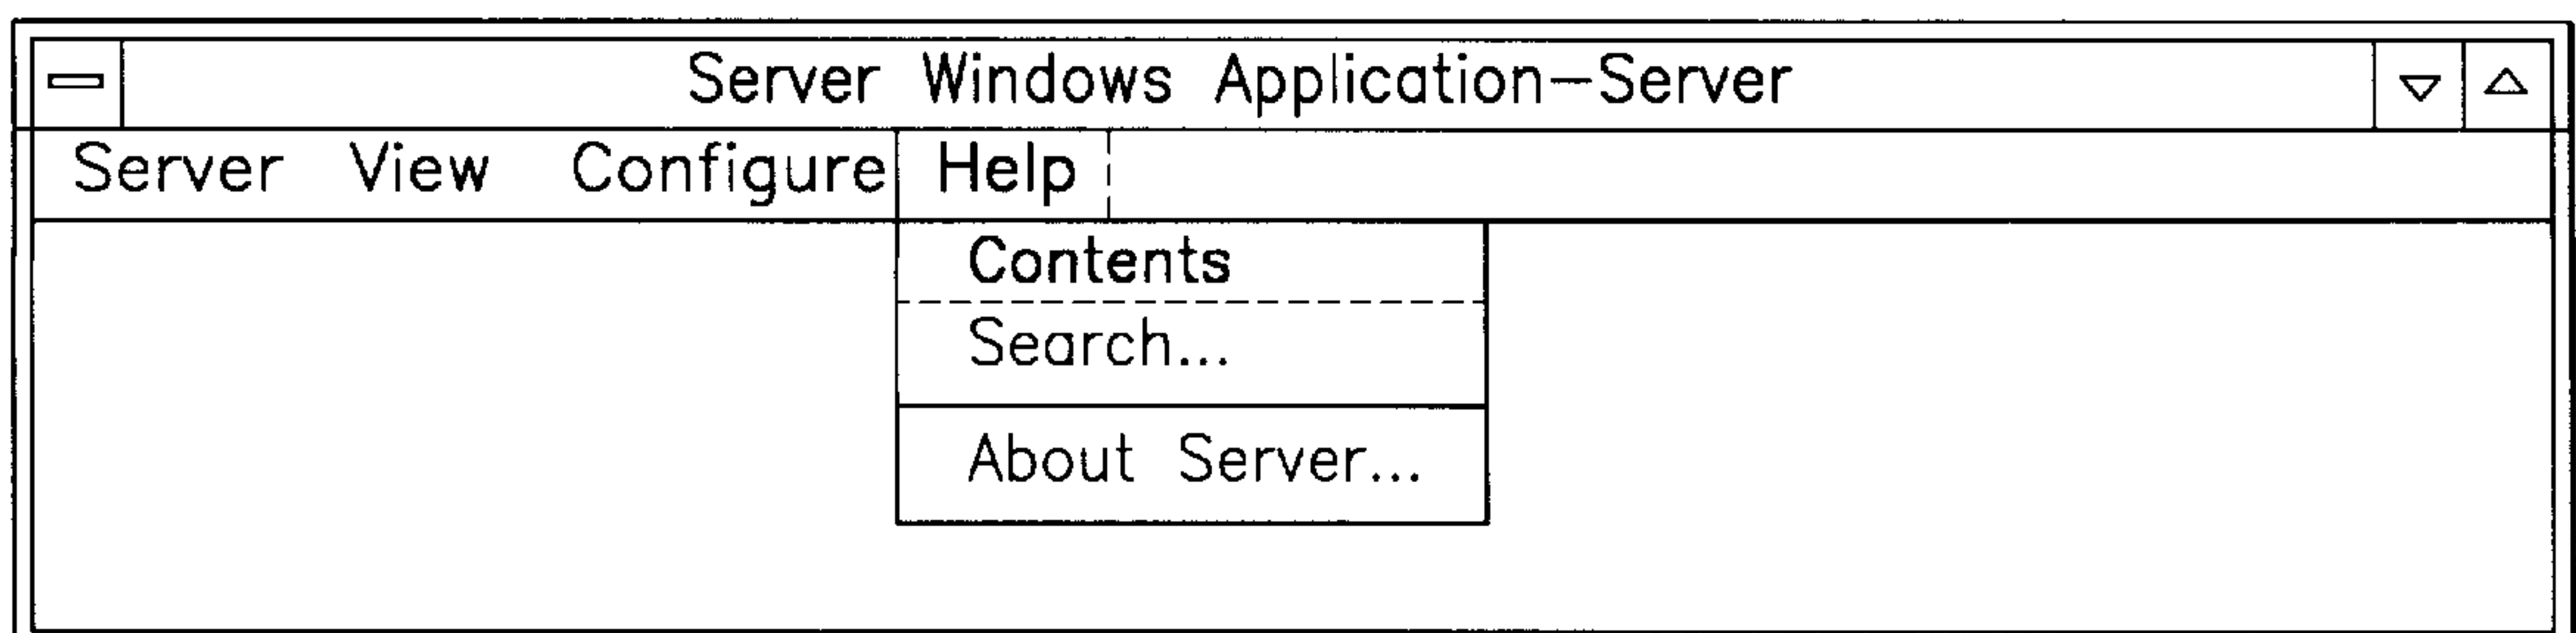 Server Windows Application-Server
Server View Configure Help
Contents
Search...
About Server...